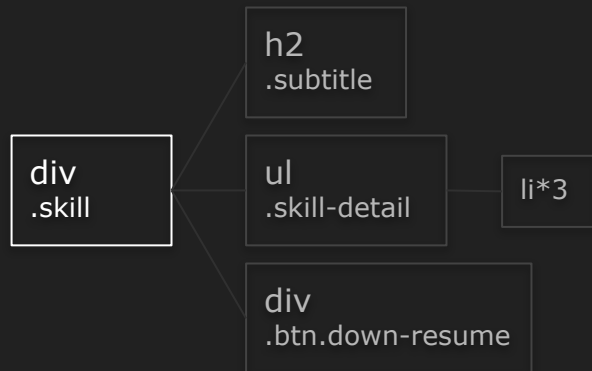 div
.skill
h2
.subtitle
ul
.skill-detail
li*3
div
.btn.down-resume